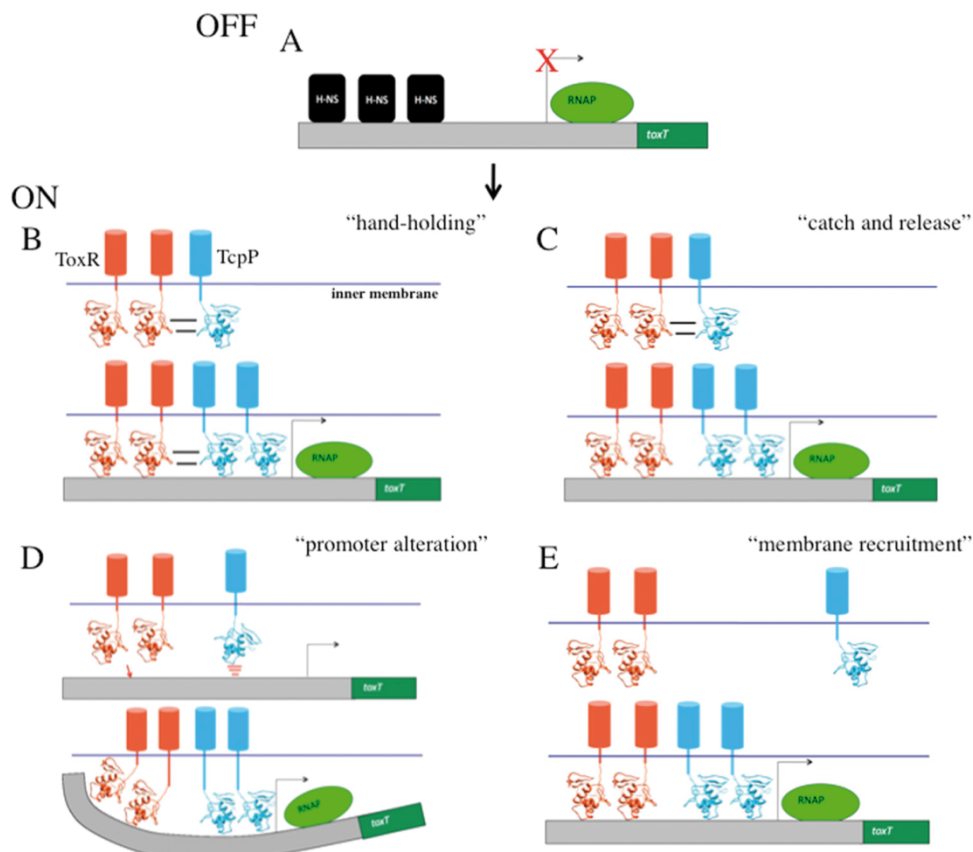 OFF
A
H-NS H-NS H-NS
X
RNAP
toxT
ON
B
"hand-holding"
ToxR
TcpP
inner membrane
RNAP
toxT
C
"catch and release"
RNAP
toxT
D
"promoter alteration"
toxT
RNAP
toxT
E
"membrane recruitment"
RNAP
toxT